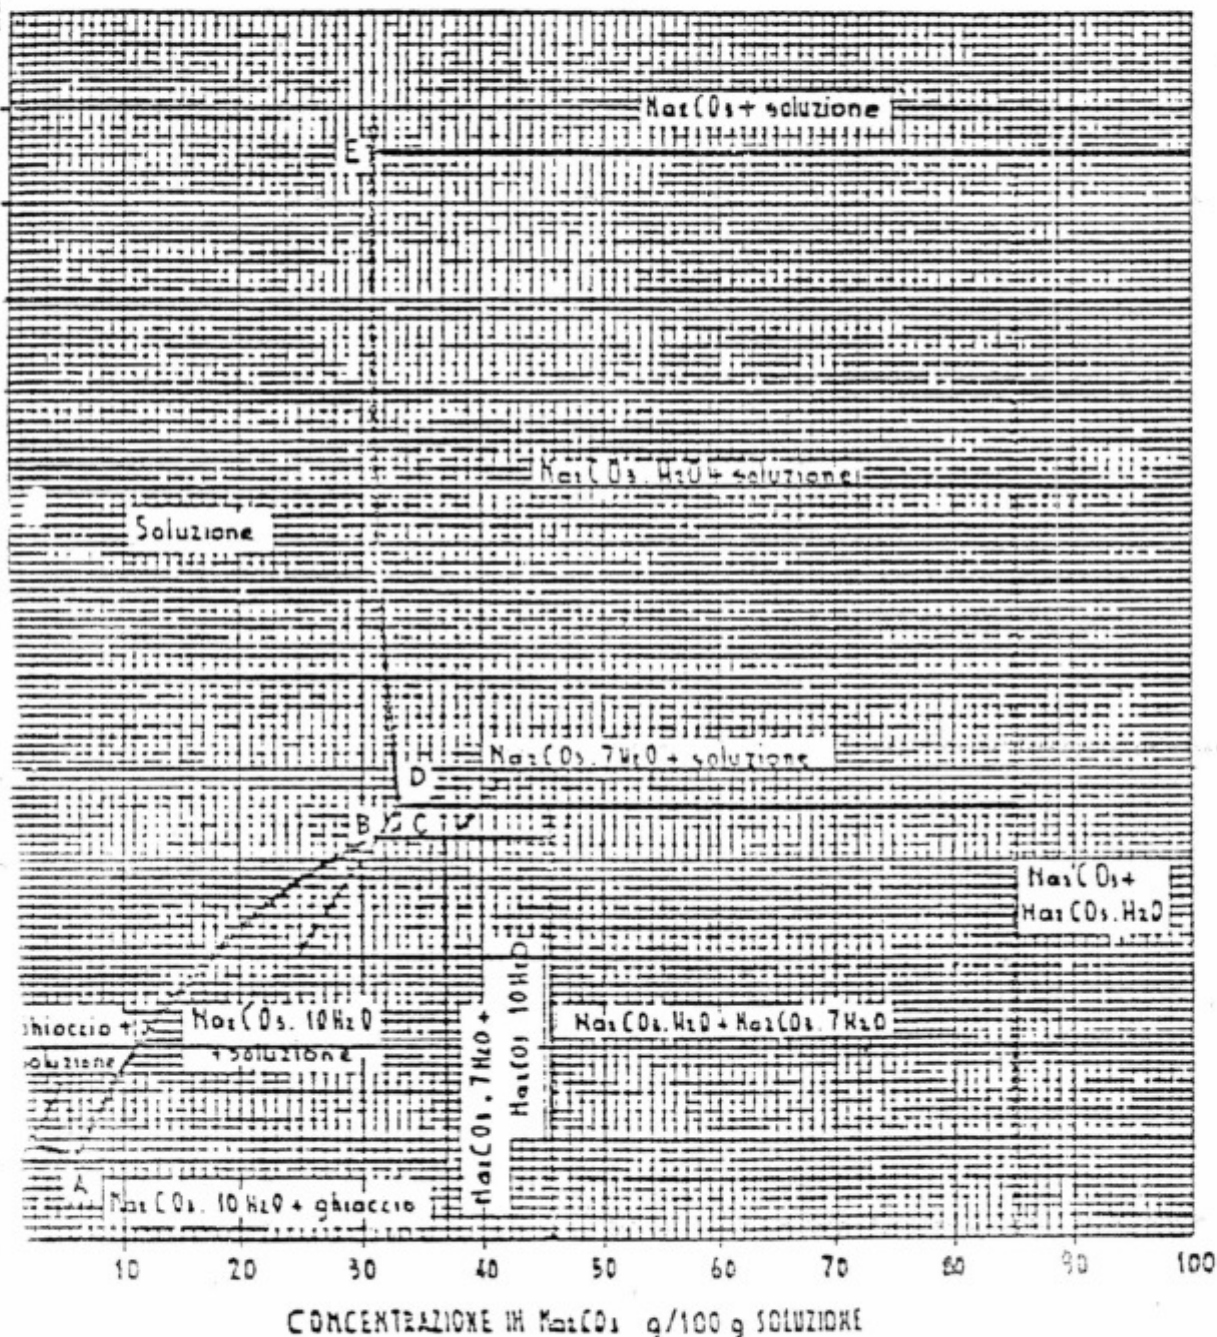 Na₂CO₃ + soluzione
E
Na₂CO₃. H₂O + soluzione
Soluzione
Na₂CO₃. 7H₂O + soluzione
D
B
C
Na₂CO₃ +
Na₂CO₃. H₂O
ghiaccio +
soluzione
Na₂CO₃. 10H₂O
+ soluzione
Na₂CO₃. 7H₂O +
Na₂CO₃ 10H₂O
Na₂CO₃. H₂O + Na₂CO₃. 7H₂O
A
Na₂CO₃. 10H₂O + ghiaccio
10 20 30 40 50 60 70 80 90 100
CONCENTRAZIONE IN Na₂CO₃ g/100 g SOLUZIONE